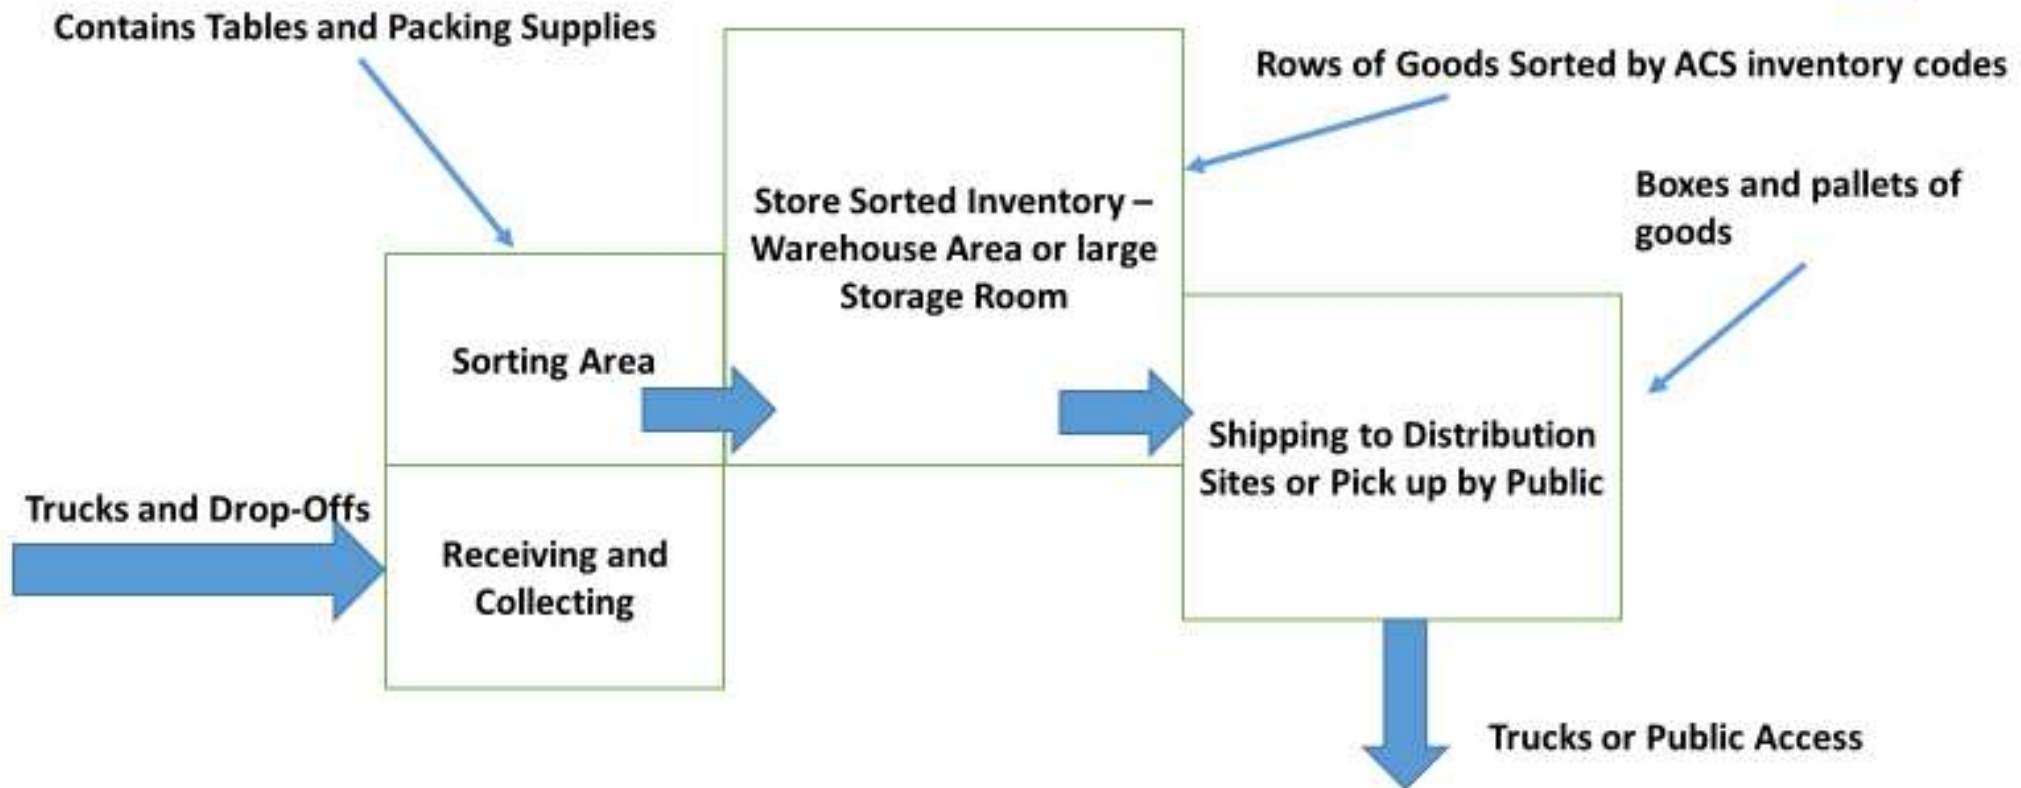 Contains Tables and Packing Supplies
Rows of Goods Sorted by ACS inventory codes
Boxes and pallets of
goods
Store Sorted Inventory –
Warehouse Area or large
Storage Room
Sorting Area
Shipping to Distribution
Sites or Pick up by Public
Trucks and Drop-Offs
Receiving and
Collecting
Trucks or Public Access